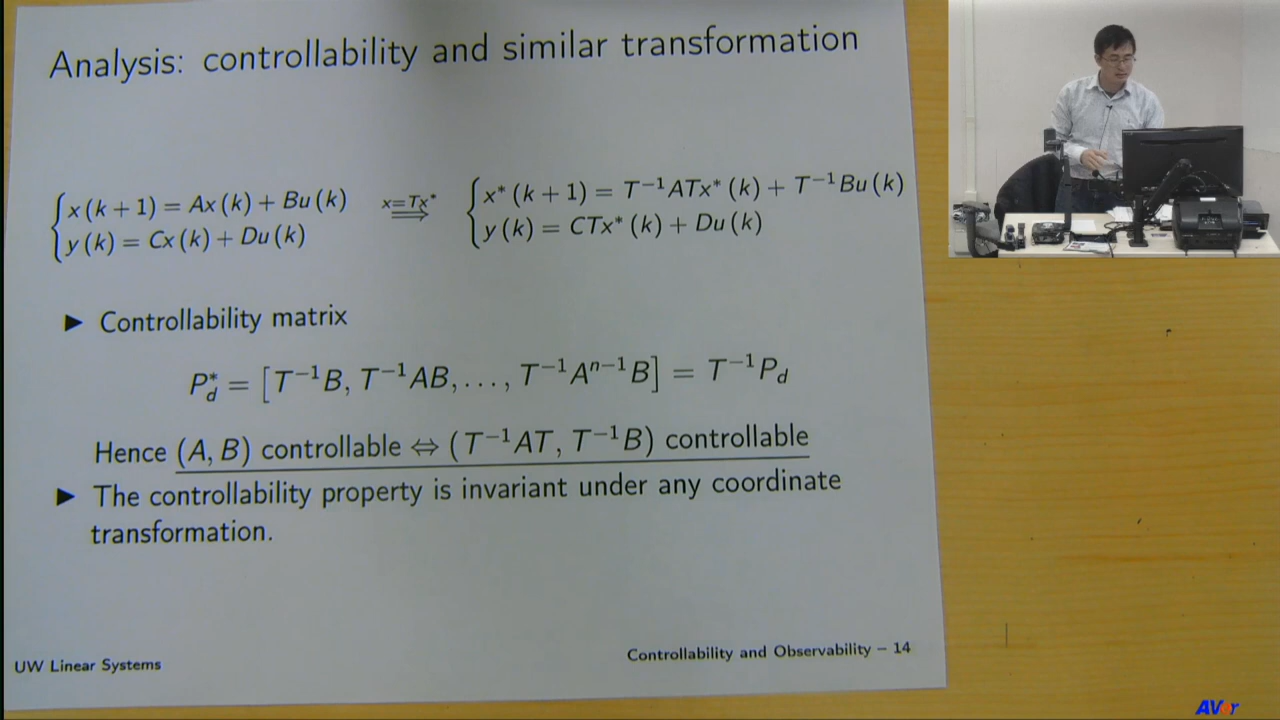 Analysis: controllability and similar transformation
{x(k+1) = Ax(k) + Bu(k)
y(k) = Cx(k) + Du(k)
x=Tx*
⟹
{x*(k+1) = T⁻¹ATx*(k) + T⁻¹Bu(k)
y(k) = CTx*(k) + Du(k)
▶ Controllability matrix
P*_d = [T⁻¹B, T⁻¹AB, ..., T⁻¹Aⁿ⁻¹B] = T⁻¹P_d
Hence (A, B) controllable ⇔ (T⁻¹AT, T⁻¹B) controllable
▶ The controllability property is invariant under any coordinate
transformation.
UW Linear Systems
Controllability and Observability – 14
AVer